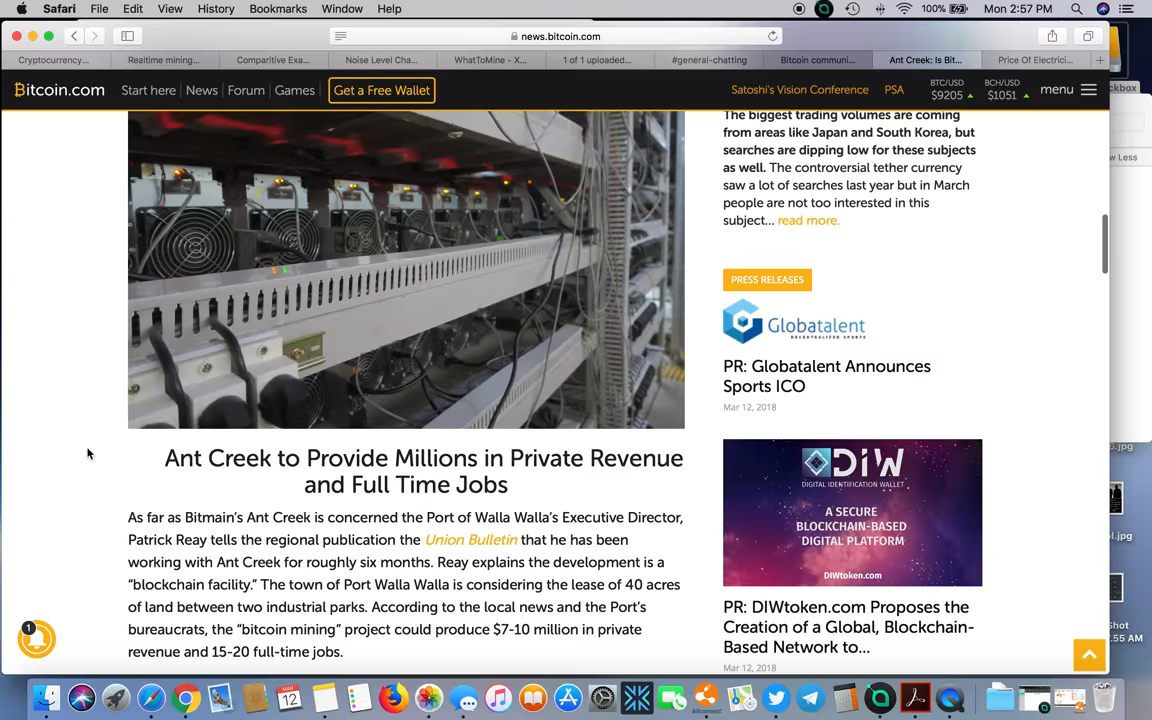 Safari File Edit View History Bookmarks Window Help 100% Mon 2:57 PM
news.bitcoin.com
Cryptocurrency... Realtime mining... Comparitive Exa... Noise Level Cha... WhatToMine - X... 1 of 1 uploaded... #general-chatting Bitcoin communi... Ant Creek: Is Bit... Price Of Electrici...
Bitcoin.com Start here News Forum Games Get a Free Wallet Satoshi's Vision Conference PSA BTC/USD $9205 BCH/USD $1051 menu
ckbox
w Less
The biggest trading volumes are coming
from areas like Japan and South Korea, but
searches are dipping low for these subjects
as well. The controversial tether currency
saw a lot of searches last year but in March
people are not too interested in this
subject... read more.
PRESS RELEASES
Globatalent
DECENTRALIZED SPORTS
PR: Globatalent Announces
Sports ICO
Mar 12, 2018
DIW
DIGITAL IDENTIFICATION WALLET
A SECURE
BLOCKCHAIN-BASED
DIGITAL PLATFORM
DIWtoken.com
PR: DIWtoken.com Proposes the
Creation of a Global, Blockchain-
Based Network to...
Mar 12, 2018
Ant Creek to Provide Millions in Private Revenue
and Full Time Jobs
As far as Bitmain's Ant Creek is concerned the Port of Walla Walla's Executive Director,
Patrick Reay tells the regional publication the Union Bulletin that he has been
working with Ant Creek for roughly six months. Reay explains the development is a
"blockchain facility." The town of Port Walla Walla is considering the lease of 40 acres
of land between two industrial parks. According to the local news and the Port's
bureaucrats, the "bitcoin mining" project could produce $7-10 million in private
revenue and 15-20 full-time jobs.
1
.jpg
l.jpg
Shot
.55 AM
MAR
12
bitconnect